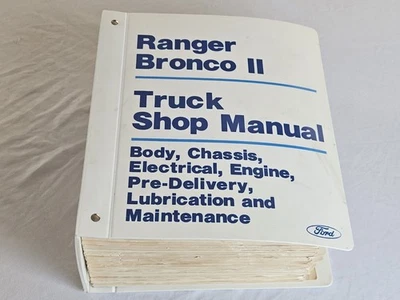 Ranger
Bronco II
Truck
Shop Manual
Body, Chassis,
Electrical, Engine,
Pre-Delivery,
Lubrication and
Maintenance
Ford